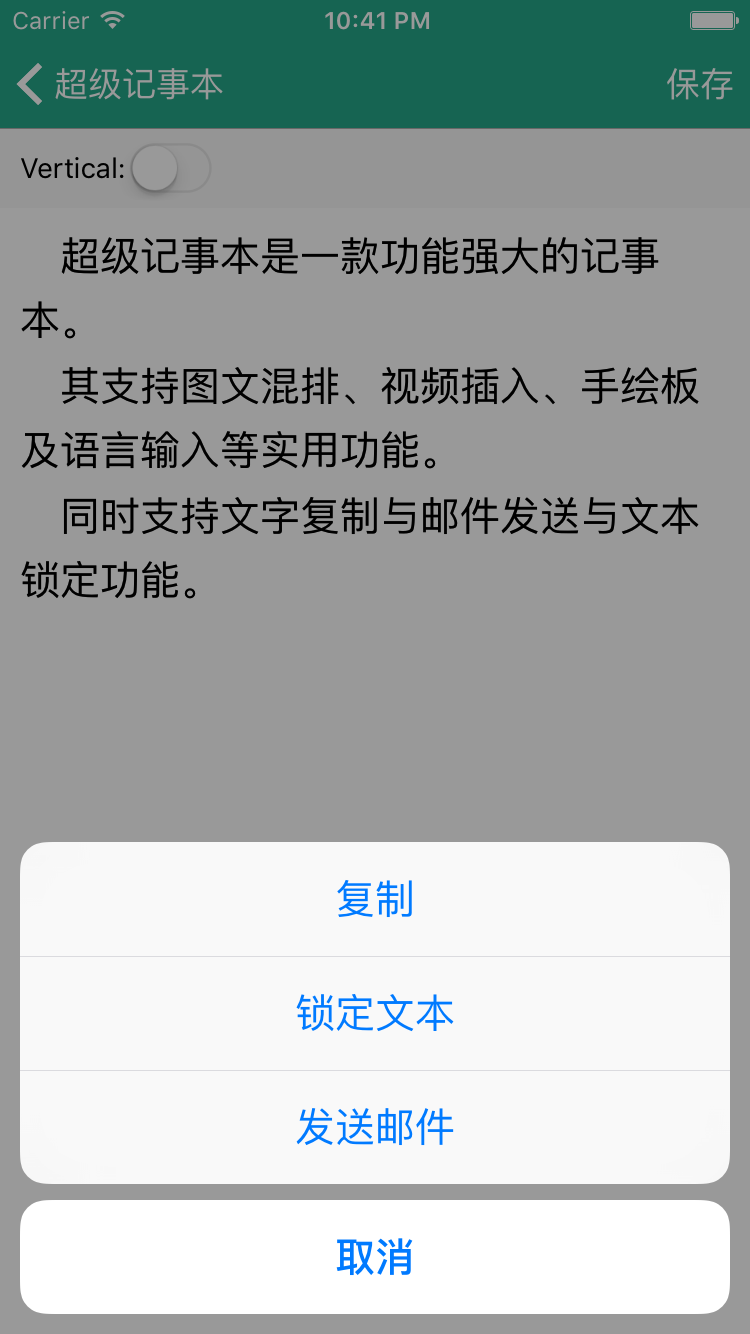 Carrier 10:41 PM
超级记事本 保存
Vertical:
超级记事本是一款功能强大的记事
本。
其支持图文混排、视频插入、手绘板
及语言输入等实用功能。
同时支持文字复制与邮件发送与文本
锁定功能。
复制
锁定文本
发送邮件
取消